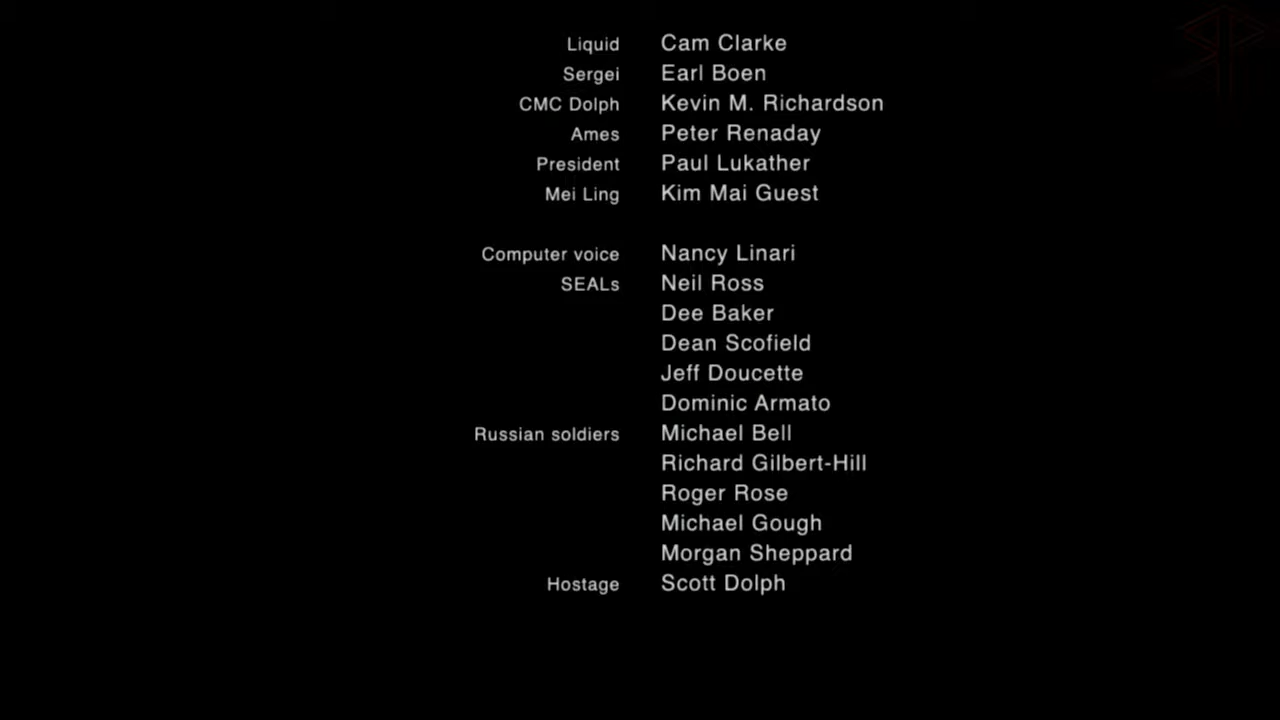 Liquid Cam Clarke
Sergei Earl Boen
CMC Dolph Kevin M. Richardson
Ames Peter Renaday
President Paul Lukather
Mei Ling Kim Mai Guest
Computer voice Nancy Linari
SEALs Neil Ross
Dee Baker
Dean Scofield
Jeff Doucette
Dominic Armato
Russian soldiers Michael Bell
Richard Gilbert-Hill
Roger Rose
Michael Gough
Morgan Sheppard
Hostage Scott Dolph